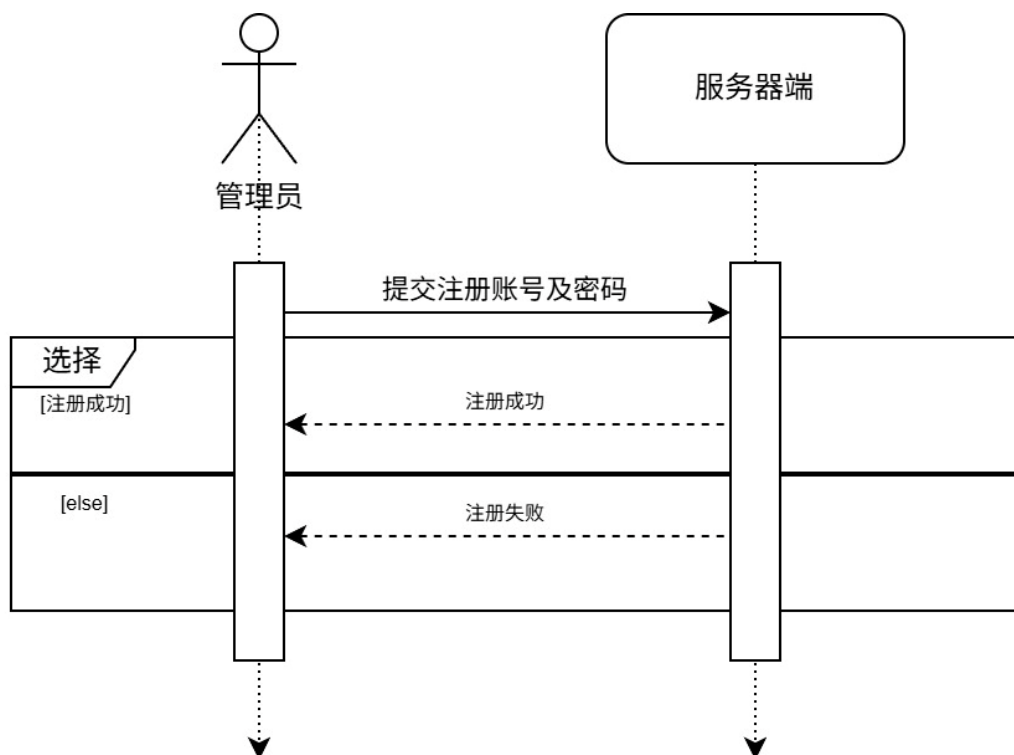 服务器端
管理员
提交注册账号及密码
选择
[注册成功]
注册成功
[else]
注册失败